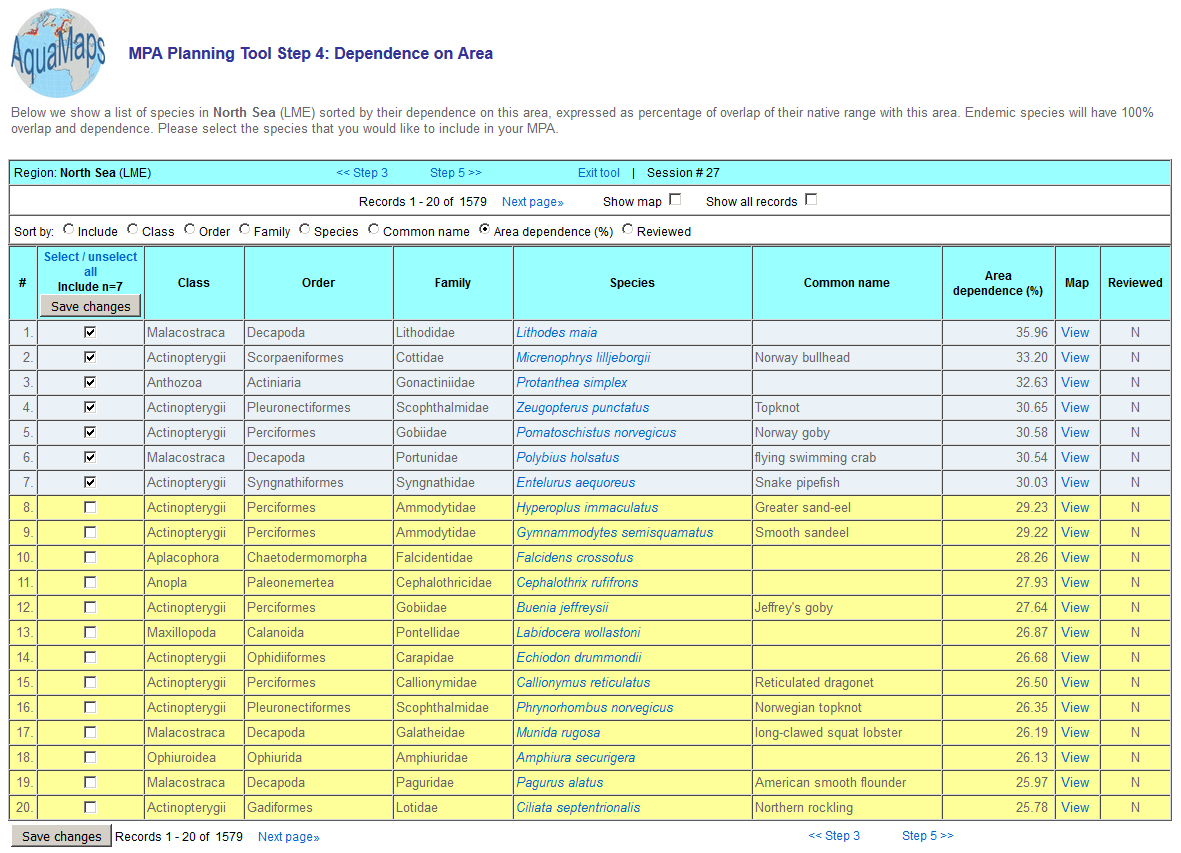 AquaMaps
MPA Planning Tool Step 4: Dependence on Area
Below we show a list of species in North Sea (LME) sorted by their dependence on this area, expressed as percentage of overlap of their native range with this area. Endemic species will have 100%
overlap and dependence. Please select the species that you would like to include in your MPA.
Region: North Sea (LME) << Step 3 Step 5 >> Exit tool | Session # 27
Records 1 - 20 of 1579 Next page» Show map Show all records
Sort by: Include Class Order Family Species Common name Area dependence (%) Reviewed
# Select / unselect all Include n=7 Save changes Class Order Family Species Common name Area dependence (%) Map Reviewed
1. Malacostraca Decapoda Lithodidae Lithodes maia 35.96 View N
2. Actinopterygii Scorpaeniformes Cottidae Micrenophrys lilljeborgii Norway bullhead 33.20 View N
3. Anthozoa Actiniaria Gonactiniidae Protanthea simplex 32.63 View N
4. Actinopterygii Pleuronectiformes Scophthalmidae Zeugopterus punctatus Topknot 30.65 View N
5. Actinopterygii Perciformes Gobiidae Pomatoschistus norvegicus Norway goby 30.58 View N
6. Malacostraca Decapoda Portunidae Polybius holsatus flying swimming crab 30.54 View N
7. Actinopterygii Syngnathiformes Syngnathidae Entelurus aequoreus Snake pipefish 30.03 View N
8. Actinopterygii Perciformes Ammodytidae Hyperoplus immaculatus Greater sand-eel 29.23 View N
9. Actinopterygii Perciformes Ammodytidae Gymnammodytes semisquamatus Smooth sandeel 29.22 View N
10. Aplacophora Chaetodermomorpha Falcidentidae Falcidens crossotus 28.26 View N
11. Anopla Paleonemertea Cephalothricidae Cephalothrix rufifrons 27.93 View N
12. Actinopterygii Perciformes Gobiidae Buenia jeffreysii Jeffrey's goby 27.64 View N
13. Maxillopoda Calanoida Pontellidae Labidocera wollastoni 26.87 View N
14. Actinopterygii Ophidiiformes Carapidae Echiodon drummondii 26.68 View N
15. Actinopterygii Perciformes Callionymidae Callionymus reticulatus Reticulated dragonet 26.50 View N
16. Actinopterygii Pleuronectiformes Scophthalmidae Phrynorhombus norvegicus Norwegian topknot 26.35 View N
17. Malacostraca Decapoda Galatheidae Munida rugosa long-clawed squat lobster 26.19 View N
18. Ophiuroidea Ophiurida Amphiuridae Amphiura securigera 26.13 View N
19. Malacostraca Decapoda Paguridae Pagurus alatus American smooth flounder 25.97 View N
20. Actinopterygii Gadiformes Lotidae Ciliata septentrionalis Northern rockling 25.78 View N
Save changes Records 1 - 20 of 1579 Next page» << Step 3 Step 5 >>